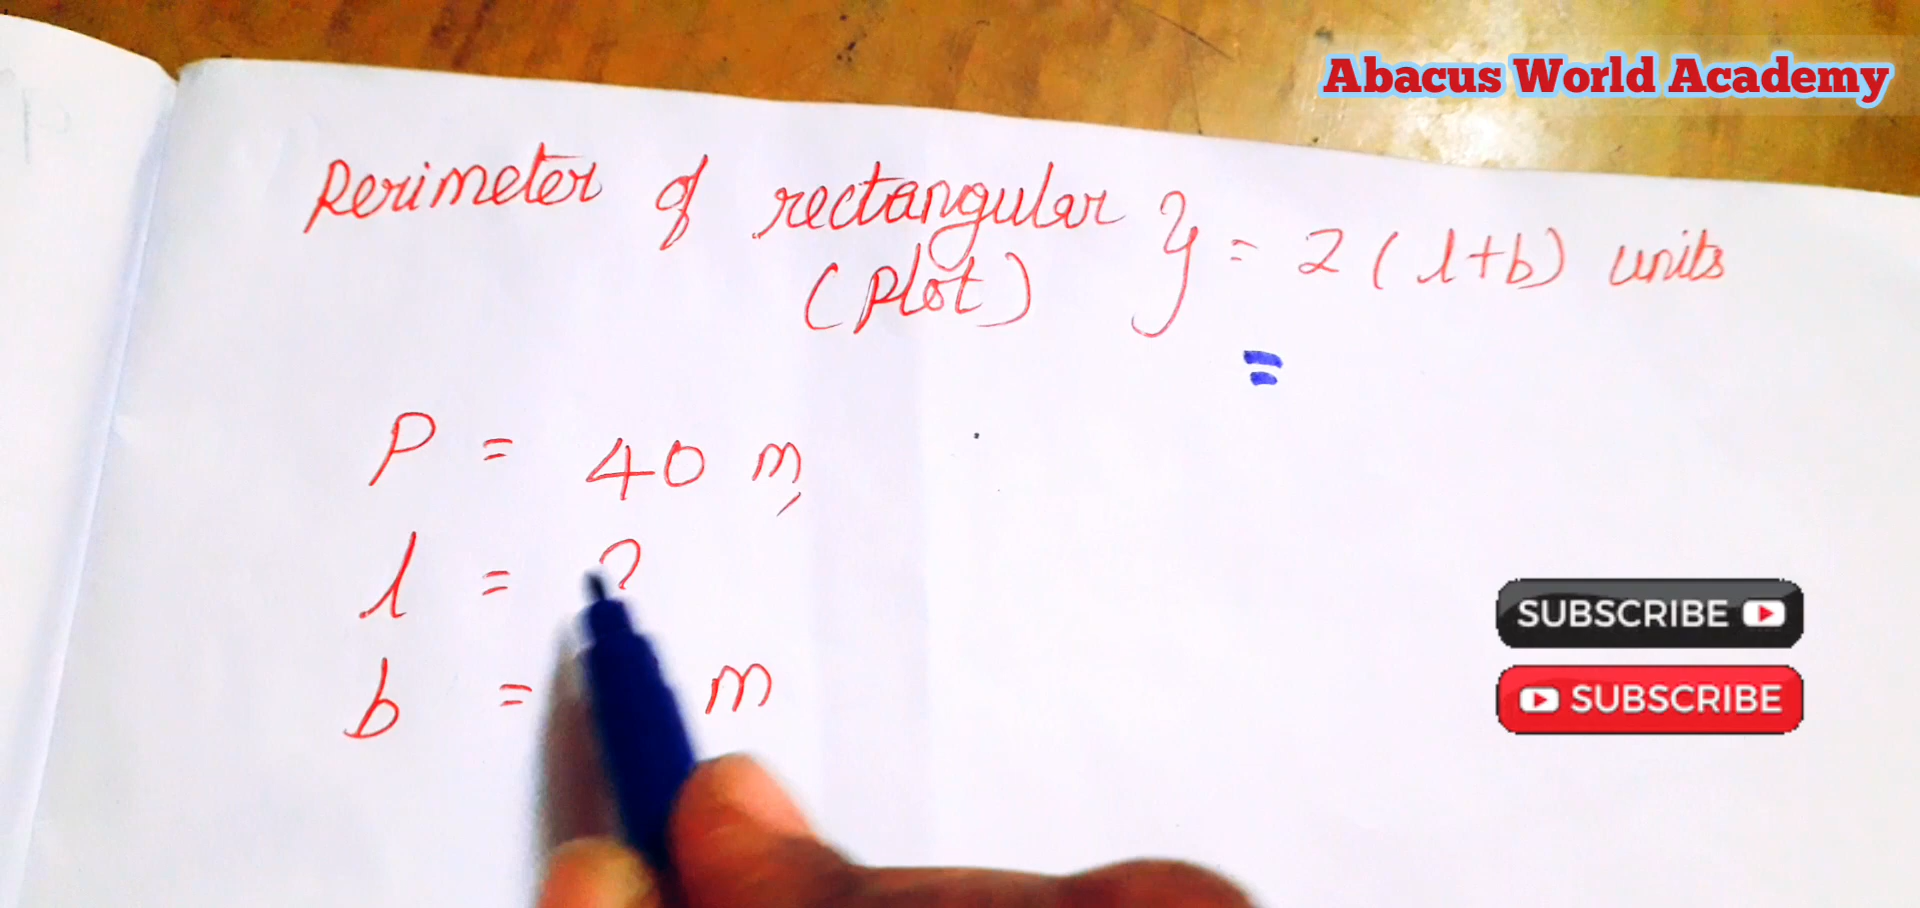 Abacus World Academy
Perimeter of rectangular } = 2 (l+b) units
(plot)
=
P = 40 m,
l = ?
b = m
SUBSCRIBE
SUBSCRIBE